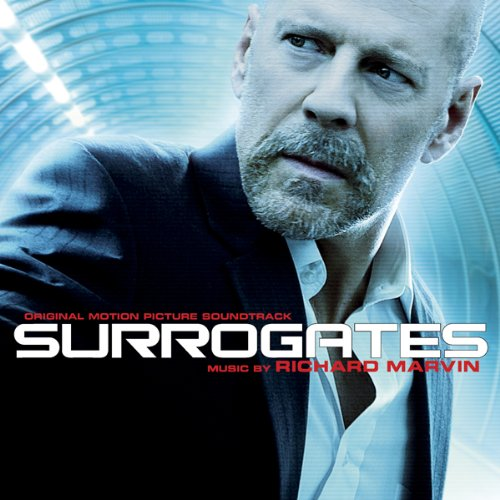 ORIGINAL MOTION PICTURE SOUNDTRACK
SURROGATES
MUSIC BY RICHARD MARVIN